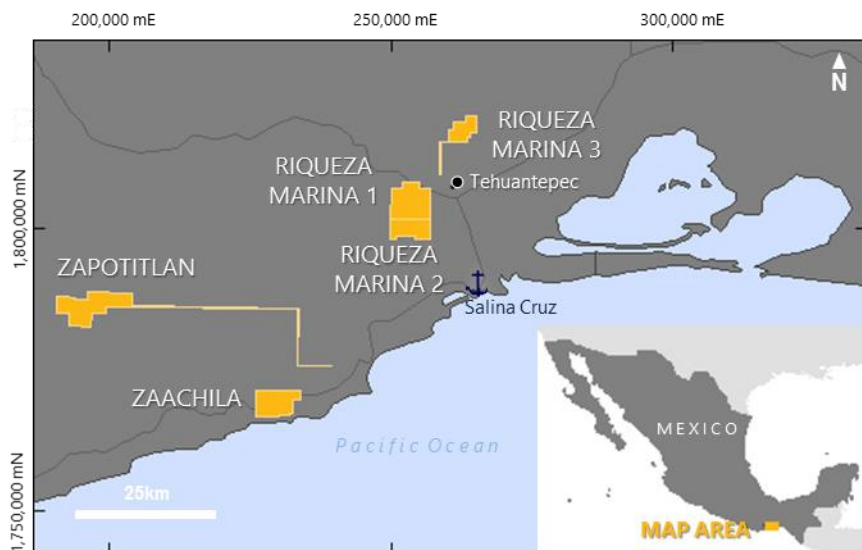 200,000 mE
250,000 mE
300,000 mE
N
RIQUEZA
MARINA 3
RIQUEZA
MARINA 1
Tehuantepec
1,800,000 mN
RIQUEZA
MARINA 2
ZAPOTITLAN
Salina Cruz
ZAACHILA
Pacific Ocean
MEXICO
25km
1,750,000 mN
MAP AREA